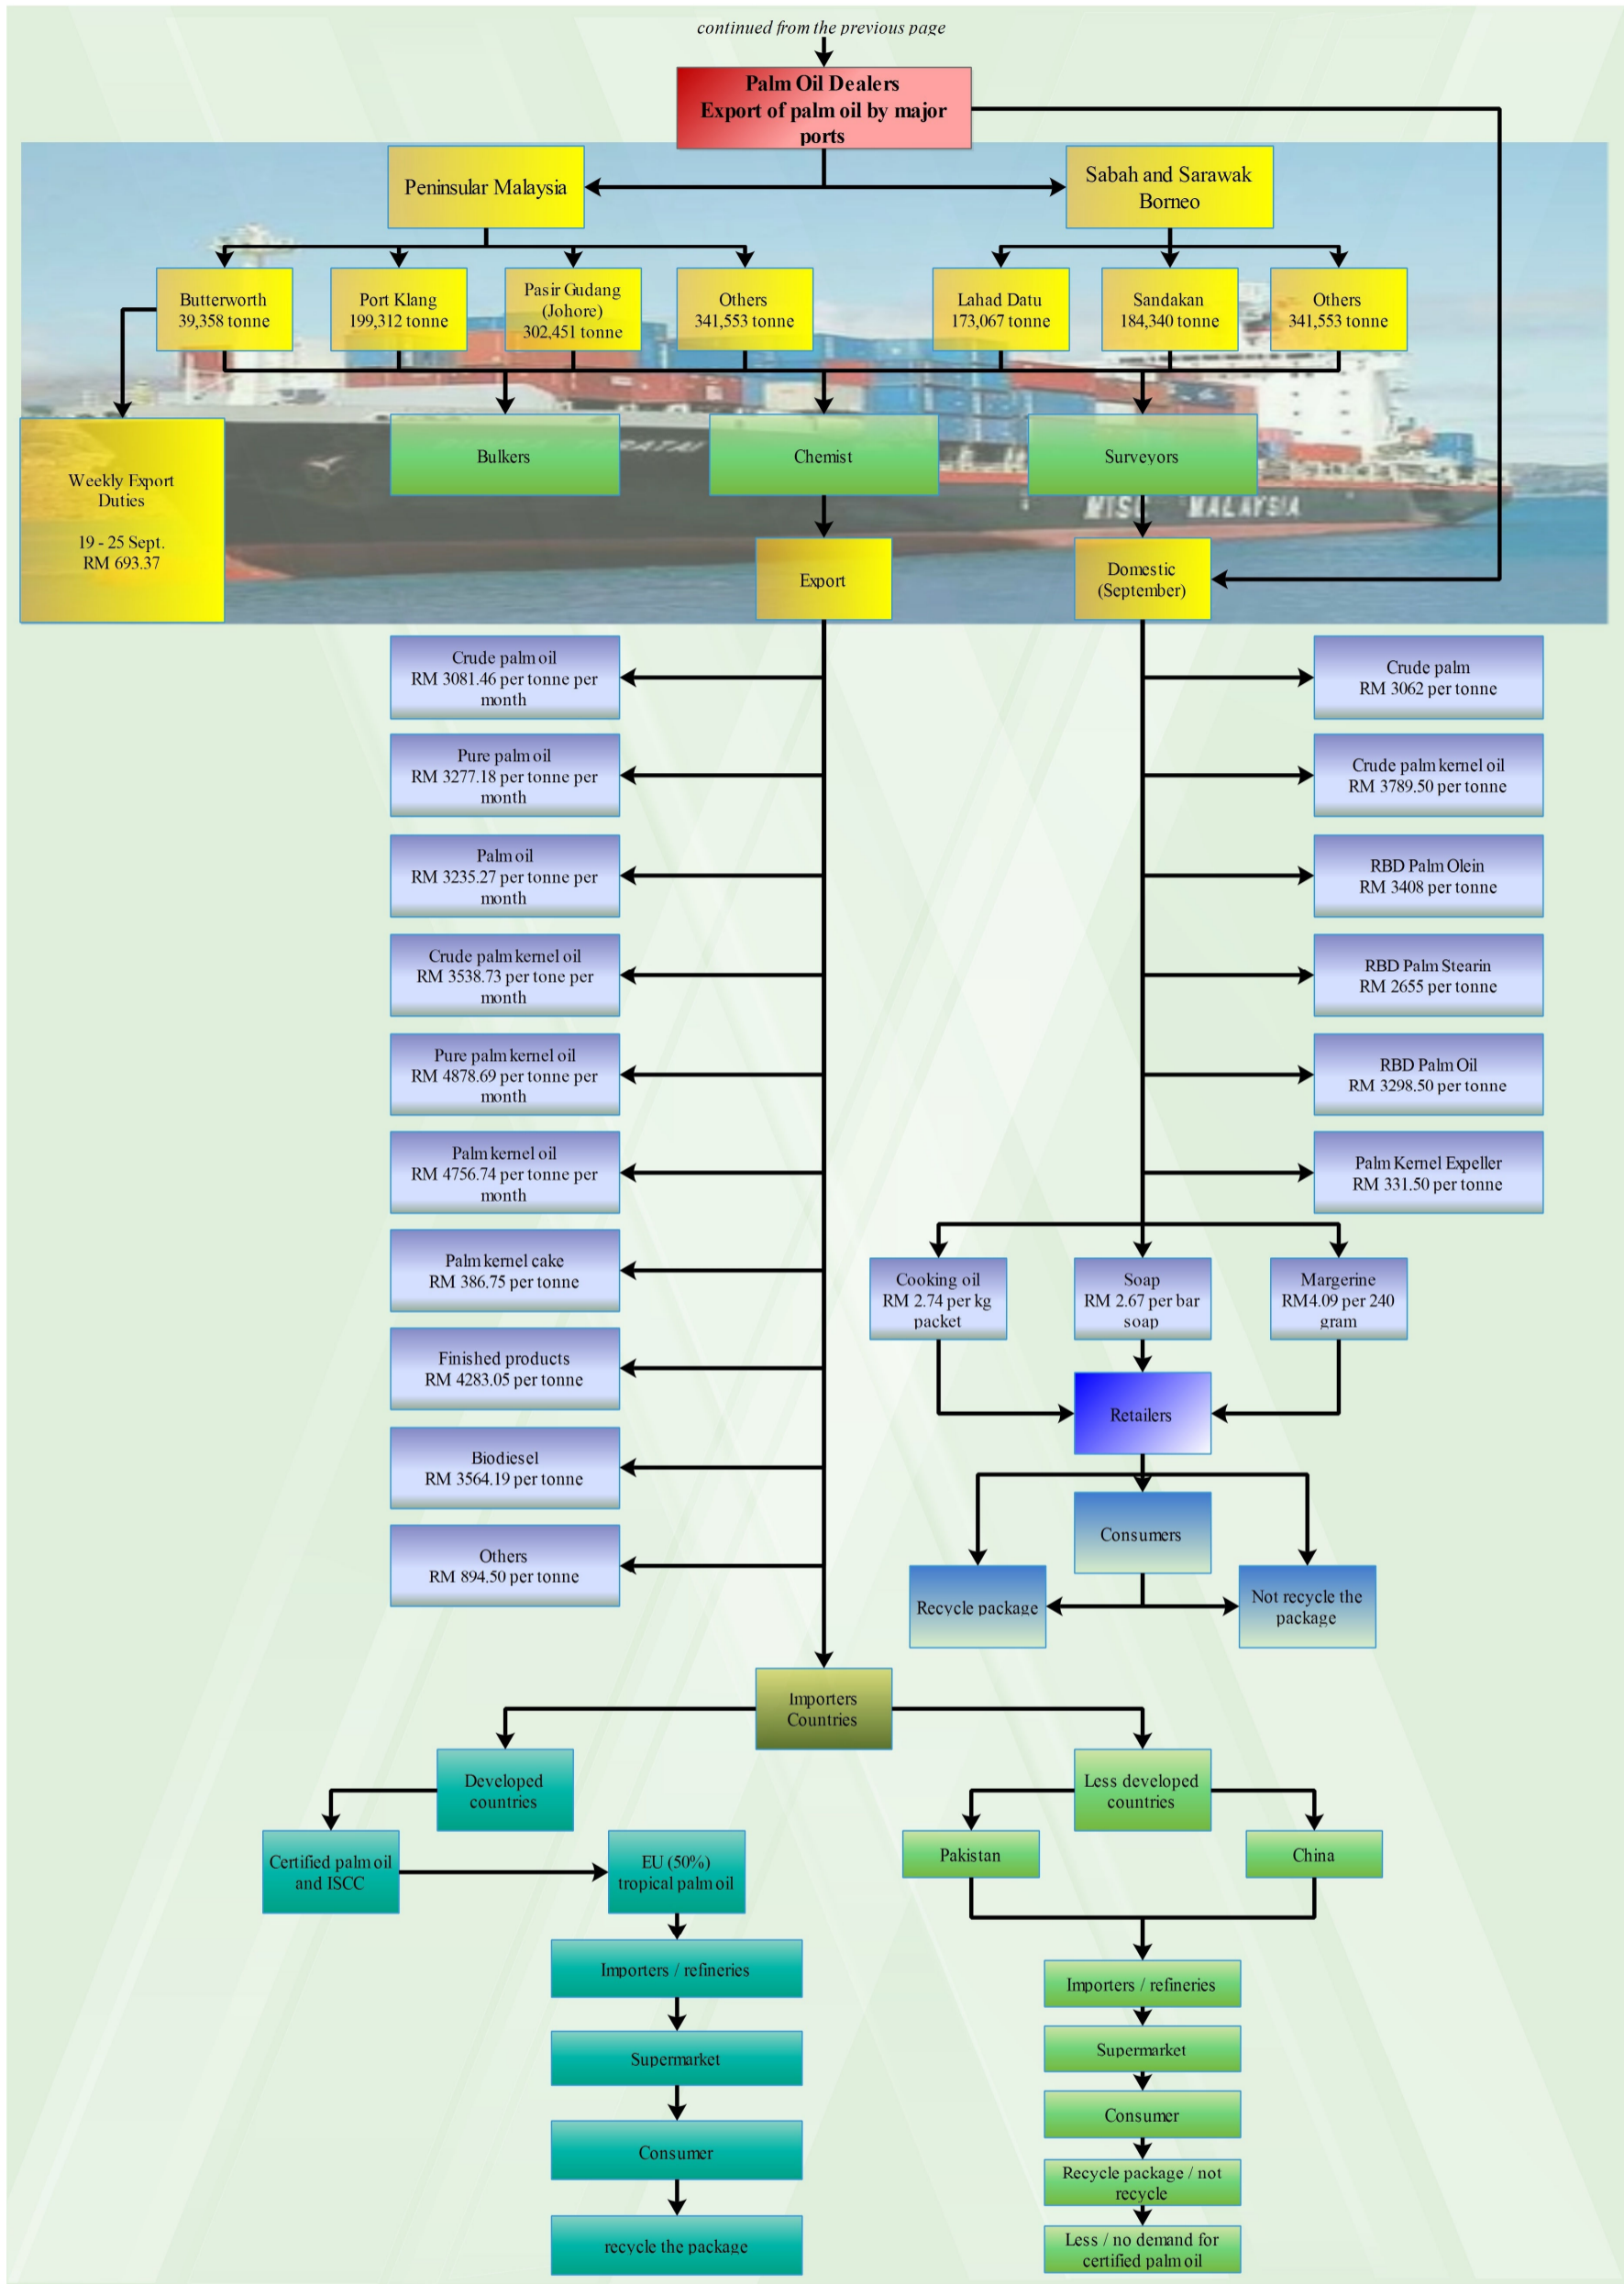 continued from the previous page
Palm Oil Dealers
Export of palm oil by major
ports
Peninsular Malaysia
Sabah and Sarawak
Borneo
Butterworth
39,358 tonne
Port Klang
199,312 tonne
Pasir Gudang
(Johore)
302,451 tonne
Others
341,553 tonne
Lahad Datu
173,067 tonne
Sandakan
184,340 tonne
Others
341,553 tonne
Weekly Export
Duties
19 - 25 Sept.
RM 693.37
Bulkers
Chemist
Surveyors
MISC MALAYSIA
Export
Domestic
(September)
Crude palm oil
RM 3081.46 per tonne per
month
Pure palm oil
RM 3277.18 per tonne per
month
Palm oil
RM 3235.27 per tonne per
month
Crude palm kernel oil
RM 3538.73 per tone per
month
Pure palm kernel oil
RM 4878.69 per tonne per
month
Palm kernel oil
RM 4756.74 per tonne per
month
Palm kernel cake
RM 386.75 per tonne
Finished products
RM 4283.05 per tonne
Biodiesel
RM 3564.19 per tonne
Others
RM 894.50 per tonne
Crude palm
RM 3062 per tonne
Crude palm kernel oil
RM 3789.50 per tonne
RBD Palm Olein
RM 3408 per tonne
RBD Palm Stearin
RM 2655 per tonne
RBD Palm Oil
RM 3298.50 per tonne
Palm Kernel Expeller
RM 331.50 per tonne
Cooking oil
RM 2.74 per kg
packet
Soap
RM 2.67 per bar
soap
Margerine
RM4.09 per 240
gram
Retailers
Consumers
Recycle package
Not recycle the
package
Importers
Countries
Developed
countries
Certified palm oil
and ISCC
EU (50%)
tropical palm oil
Importers / refineries
Supermarket
Consumer
recycle the package
Less developed
countries
Pakistan
China
Importers / refineries
Supermarket
Consumer
Recycle package / not
recycle
Less / no demand for
certified palm oil